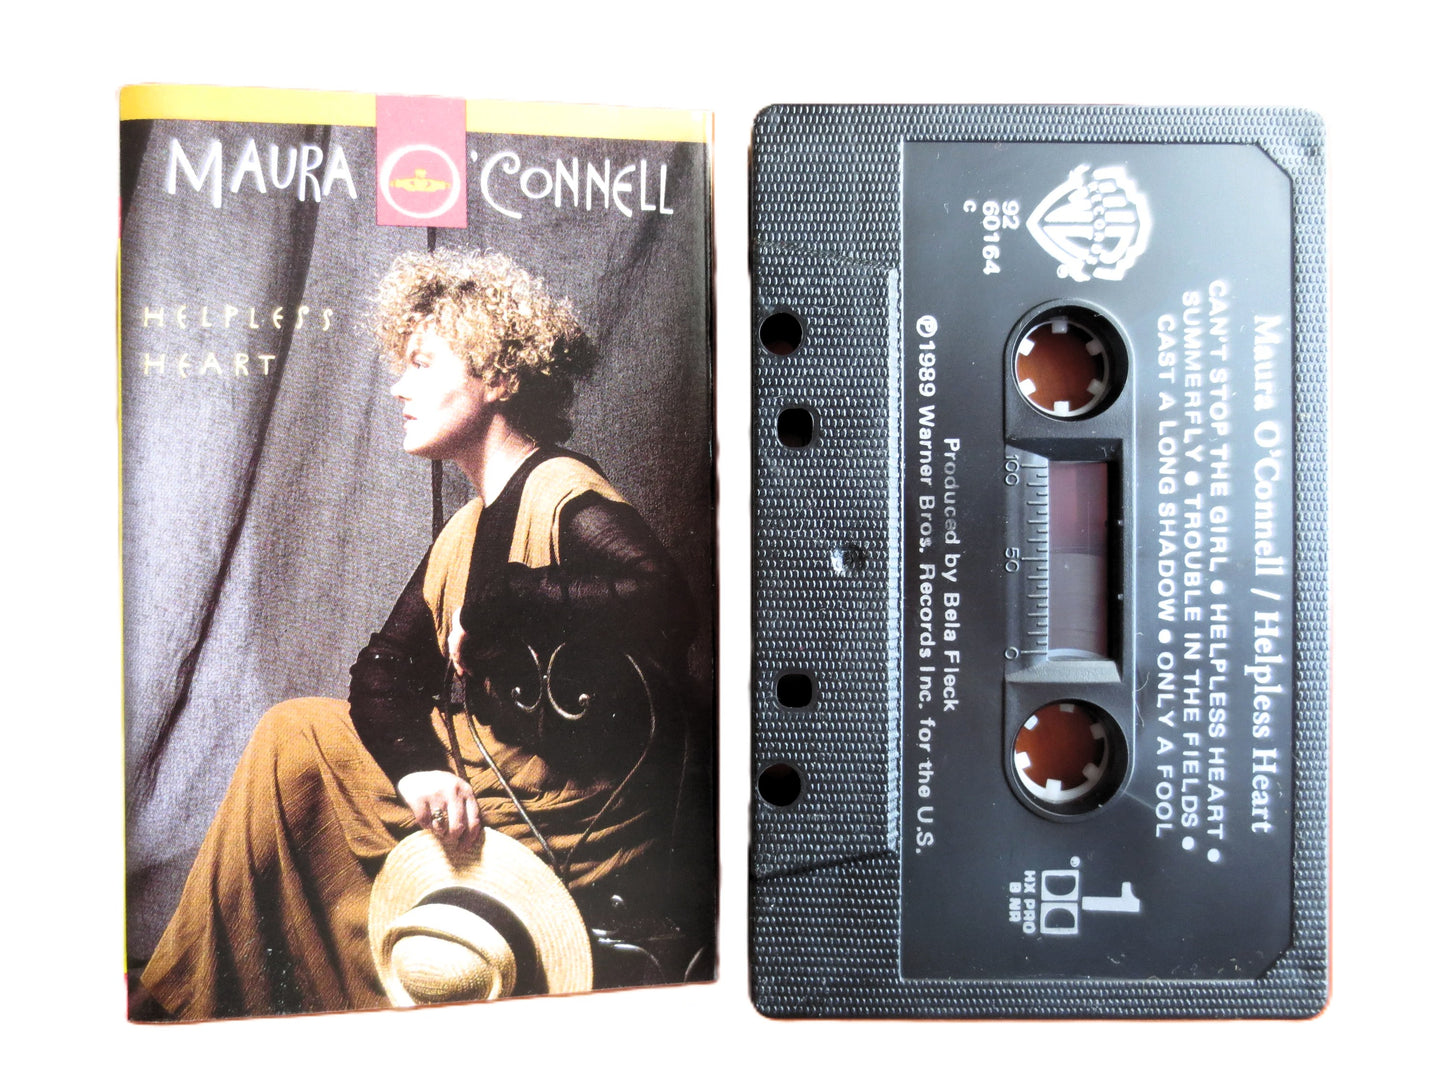 MAURA O'CONNELL
HELPLESS
HEART
Maura O'Connell / Helpless Heart
CAN'T STOP THE GIRL • HELPLESS HEART •
SUMMERFLY • TROUBLE IN THE FIELDS •
CAST A LONG SHADOW • ONLY A FOOL
WB
RECORDS
®
92
60164
C
100
50
0
1
HX PRO
B NR
Produced by Bela Fleck
℗1989 Warner Bros. Records Inc. for the U.S.